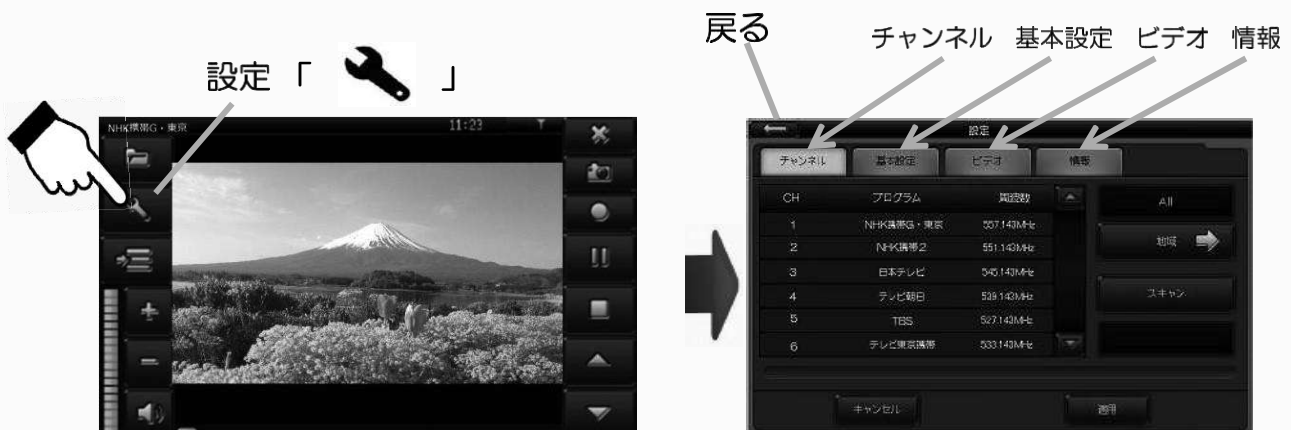 設定「 」
NHK携帯G・東京
11:23
戻る
チャンネル 基本設定 ビデオ 情報
設定
チャンネル 基本設定 ビデオ 情報
CH プログラム 周波数
1 NHK携帯G・東京 557.143MHz
2 NHK携帯2 551.143MHz
3 日本テレビ 545.143MHz
4 テレビ朝日 539.143MHz
5 TBS 527.143MHz
6 テレビ東京携帯 533.143MHz
All
地域
スキャン
キャンセル 適用